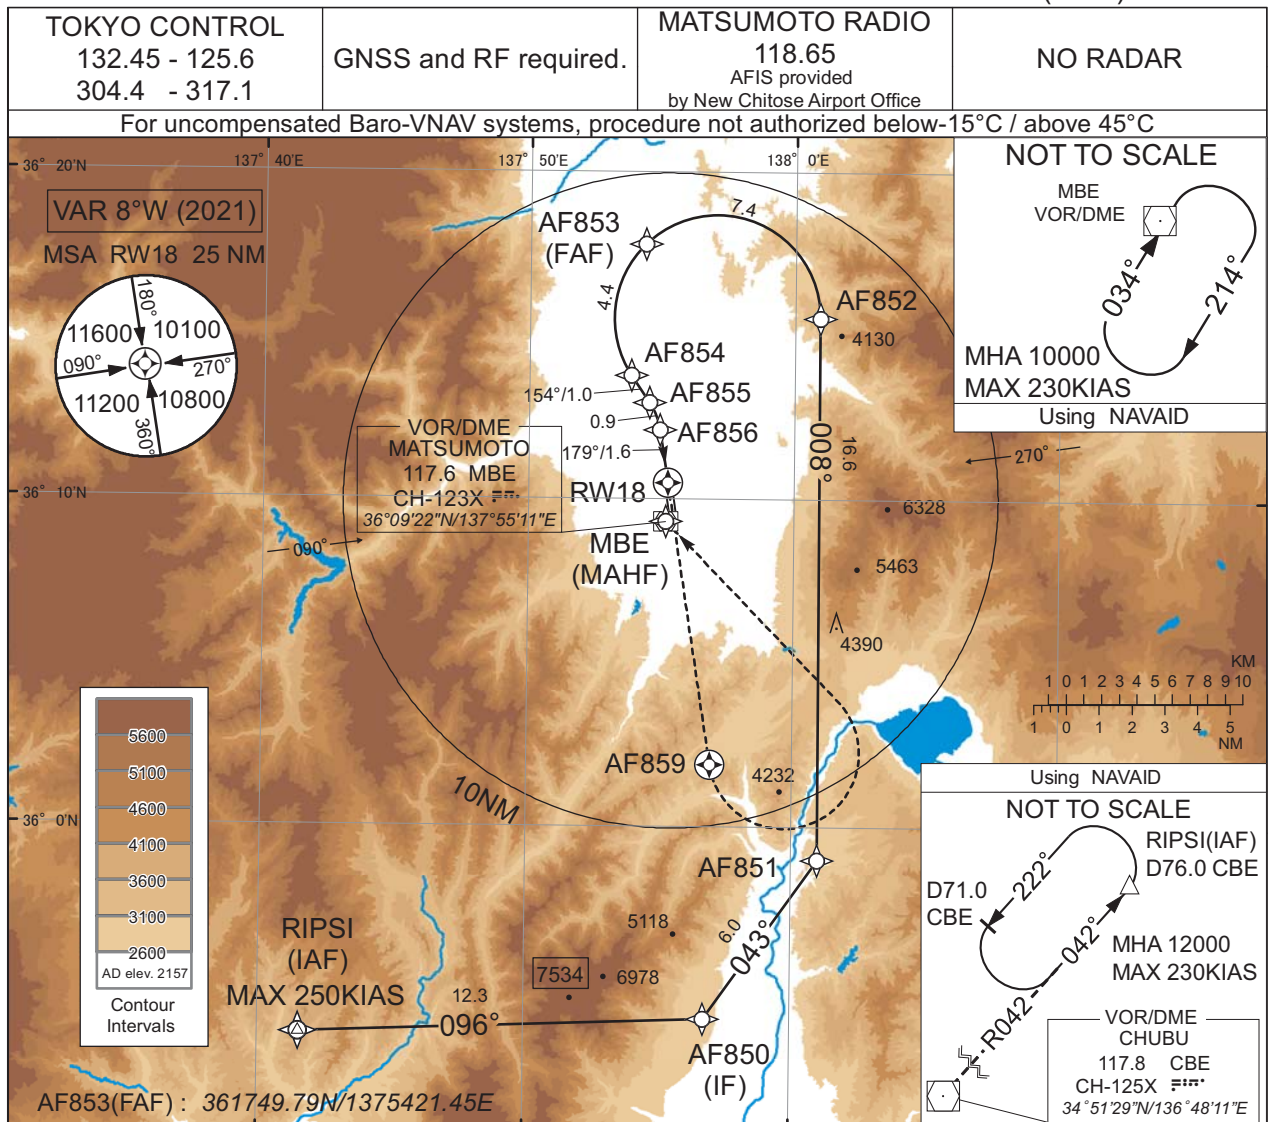 TOKYO CONTROL
132.45 - 125.6
304.4 - 317.1
GNSS and RF required.
MATSUMOTO RADIO
118.65
AFIS provided
by New Chitose Airport Office
NO RADAR
For uncompensated Baro-VNAV systems, procedure not authorized below-15°C / above 45°C
36° 20'N
137° 40'E
137° 50'E
138° 0'E
VAR 8°W (2021)
MSA RW18 25 NM
180°
11600
10100
090°
270°
11200
10800
360°
AF853
(FAF)
7.4
4.4
AF852
4130
AF854
154°/1.0
AF855
0.9
AF856
179°/1.6
VOR/DME
MATSUMOTO
117.6 MBE
CH-123X
36°09'22"N/137°55'11"E
RW18
MBE
(MAHF)
008°
16.6
36° 10'N
090°
270°
6328
5463
4390
NOT TO SCALE
MBE
VOR/DME
034°
214°
MHA 10000
MAX 230KIAS
Using NAVAID
KM
1 0 1 2 3 4 5 6 7 8 9 10
1 0 1 2 3 4 5
NM
5600
5100
4600
4100
3600
3100
2600
AD elev. 2157
Contour
Intervals
AF859
4232
10NM
36° 0'N
AF851
5118
6.0
043°
7534
6978
RIPSI
(IAF)
MAX 250KIAS
12.3
096°
AF850
(IF)
AF853(FAF) : 361749.79N/1375421.45E
Using NAVAID
NOT TO SCALE
RIPSI(IAF)
D76.0 CBE
D71.0
CBE
222°
042°
MHA 12000
MAX 230KIAS
R042
VOR/DME
CHUBU
117.8 CBE
CH-125X
34°51'29"N/136°48'11"E